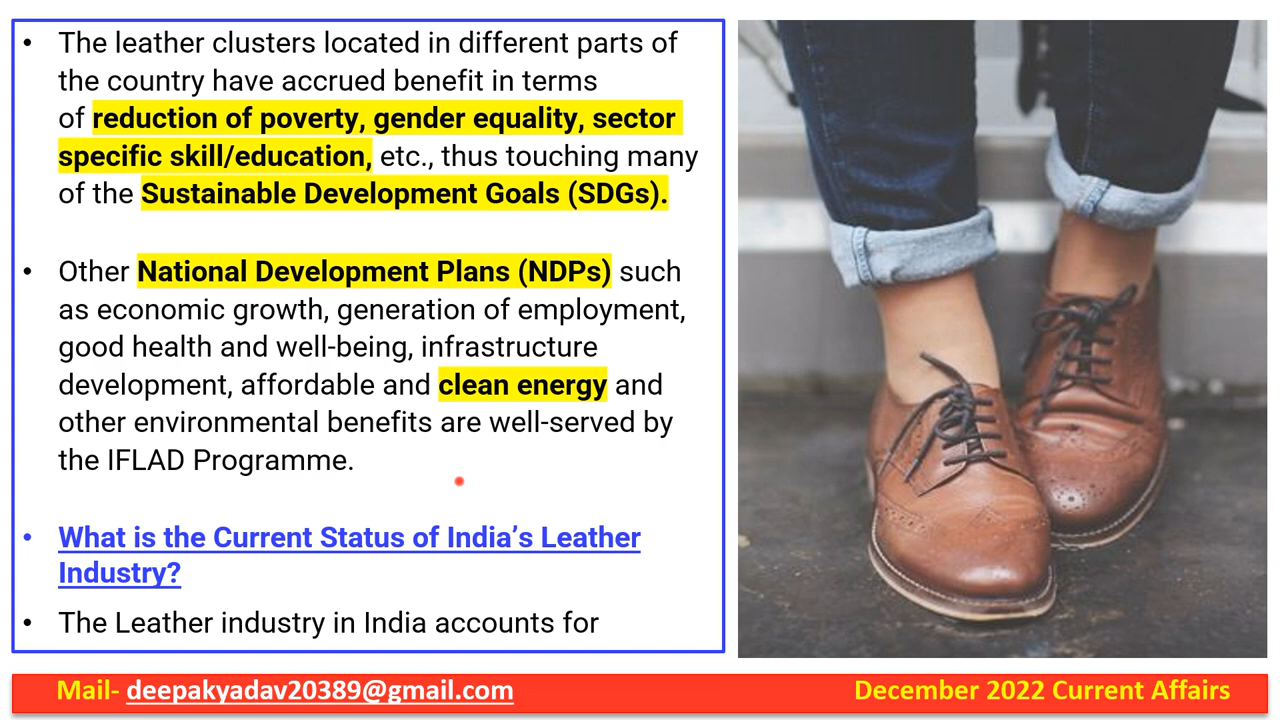 • The leather clusters located in different parts of
the country have accrued benefit in terms
of reduction of poverty, gender equality, sector
specific skill/education, etc., thus touching many
of the Sustainable Development Goals (SDGs).
• Other National Development Plans (NDPs) such
as economic growth, generation of employment,
good health and well-being, infrastructure
development, affordable and clean energy and
other environmental benefits are well-served by
the IFLAD Programme.
• What is the Current Status of India’s Leather
Industry?
• The Leather industry in India accounts for
Mail- deepakyadav20389@gmail.com
December 2022 Current Affairs